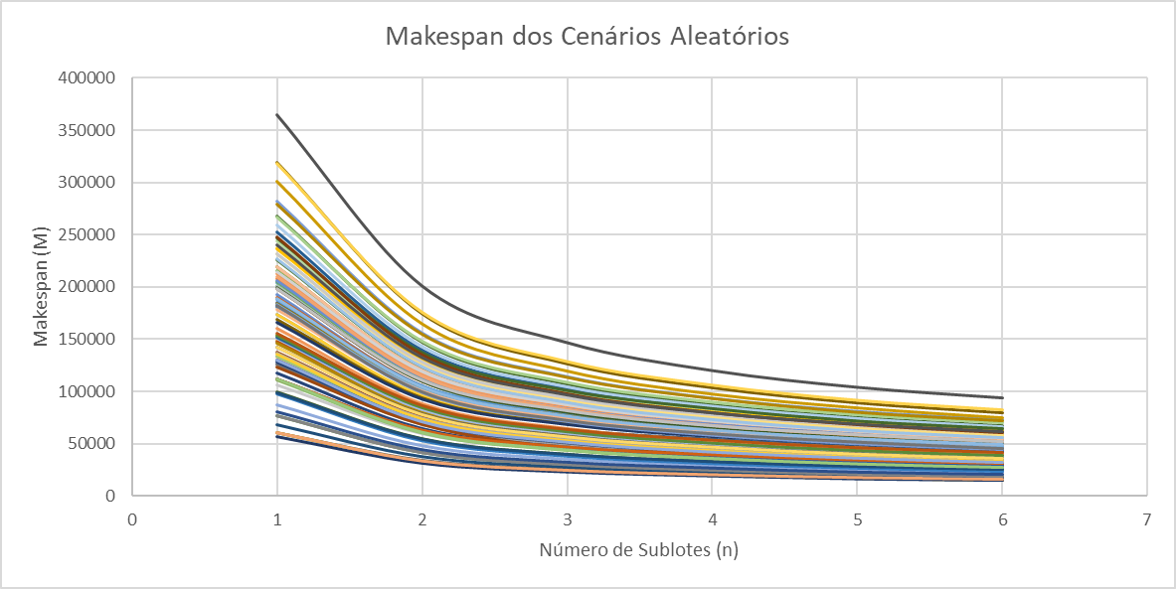 Makespan dos Cenários Aleatórios
400000
350000
300000
250000
200000
150000
100000
50000
0
Makespan (M)
0 1 2 3 4 5 6 7
Número de Sublotes (n)